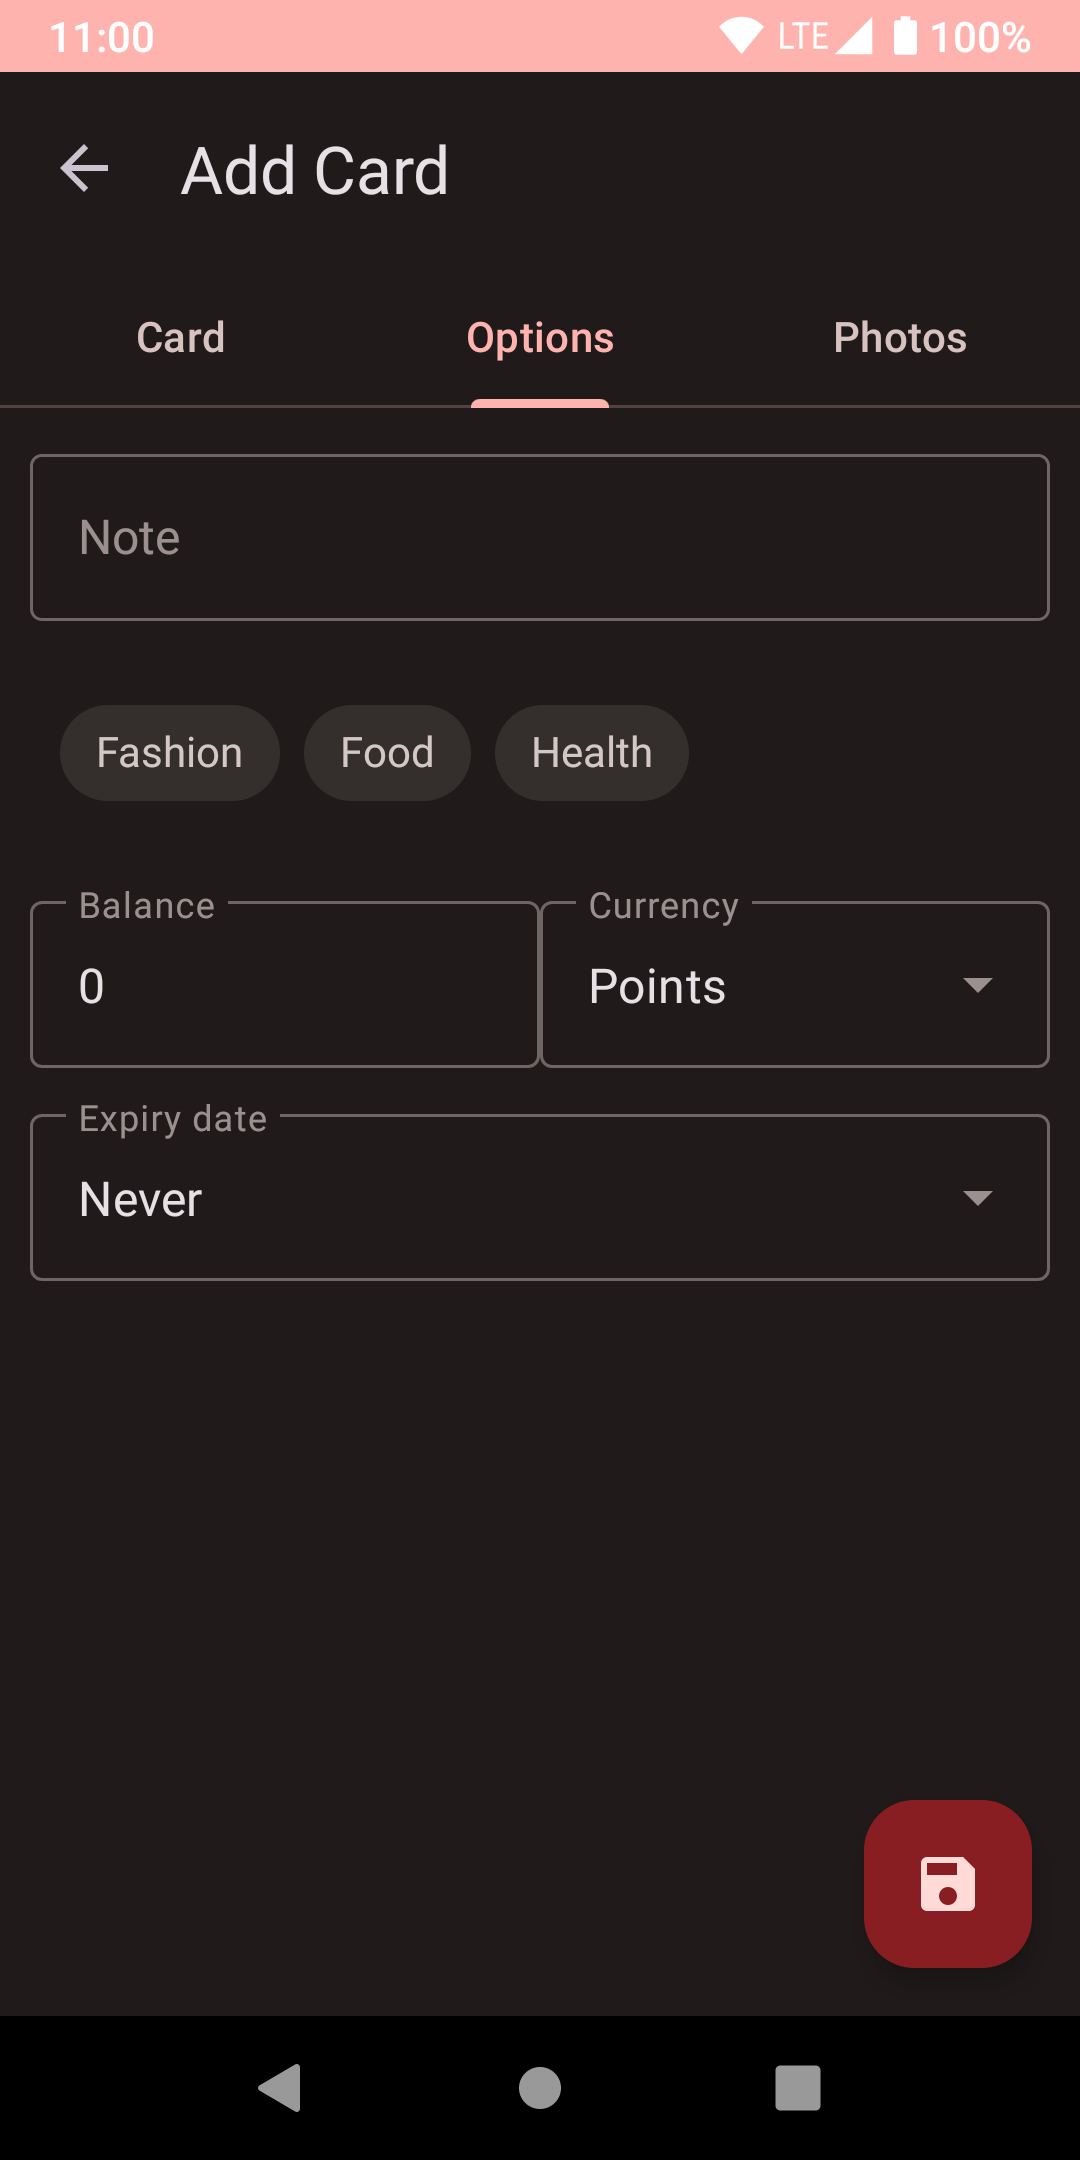 11:00 LTE 100%
Add Card
Card Options Photos
Note
Fashion Food Health
Balance Currency
0 Points
Expiry date
Never